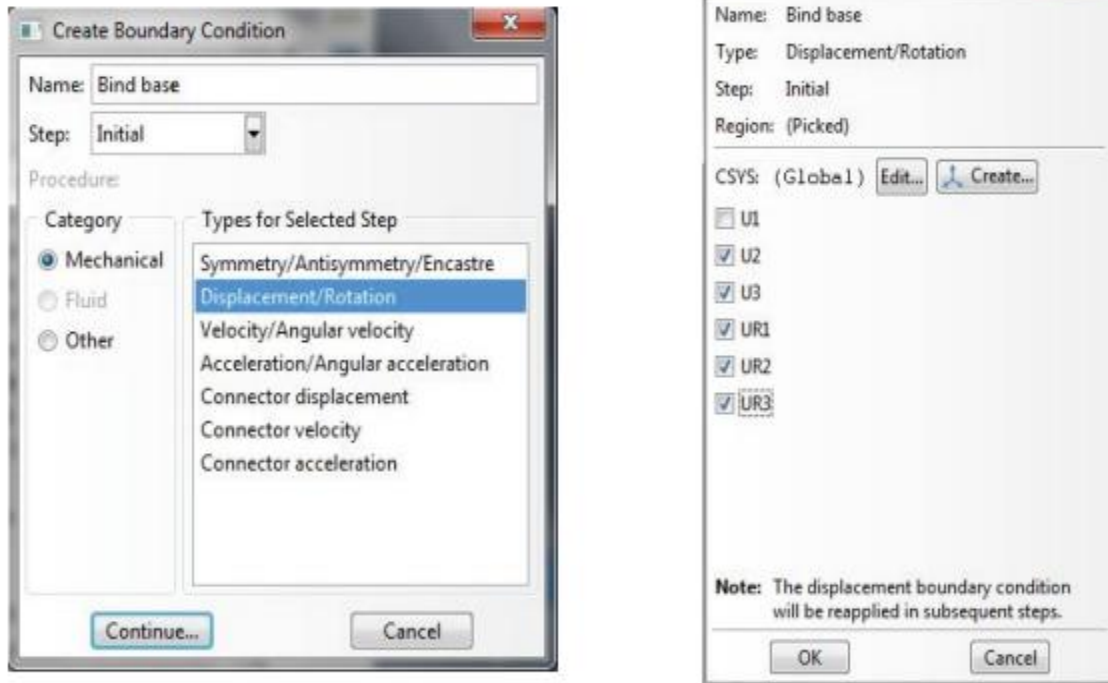 Create Boundary Condition
Name: Bind base
Step: Initial
Procedure:
Category
Mechanical
Fluid
Other
Types for Selected Step
Symmetry/Antisymmetry/Encastre
Displacement/Rotation
Velocity/Angular velocity
Acceleration/Angular acceleration
Connector displacement
Connector velocity
Connector acceleration
Continue...
Cancel
Name: Bind base
Type: Displacement/Rotation
Step: Initial
Region: (Picked)
CSYS: (Global) Edit... Create...
U1
U2
U3
UR1
UR2
UR3
Note: The displacement boundary condition
will be reapplied in subsequent steps.
OK
Cancel